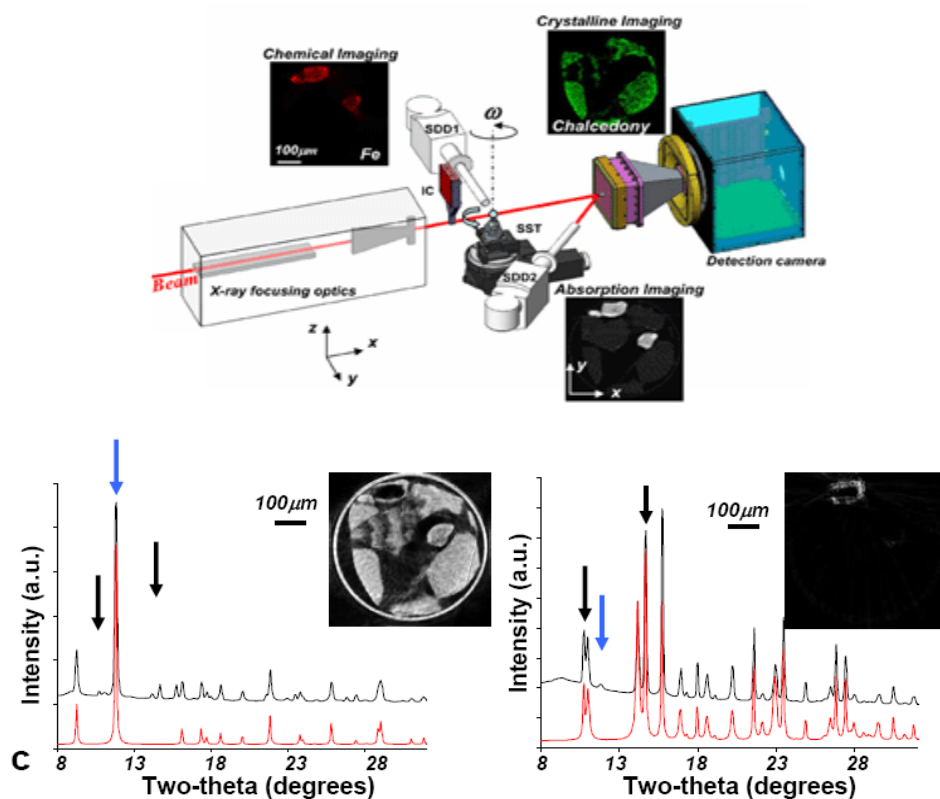 Crystalline Imaging
Chemical Imaging
ω
SDD1
Chalcedony
100μm
Fe
IC
SST
SDD2
Detection camera
Beam
X-ray focusing optics
Absorption Imaging
z
x
y
y
x
100μm
100μm
Intensity (a.u.)
Intensity (a.u.)
C
8 13 18 23 28
8 13 18 23 28
Two-theta (degrees)
Two-theta (degrees)